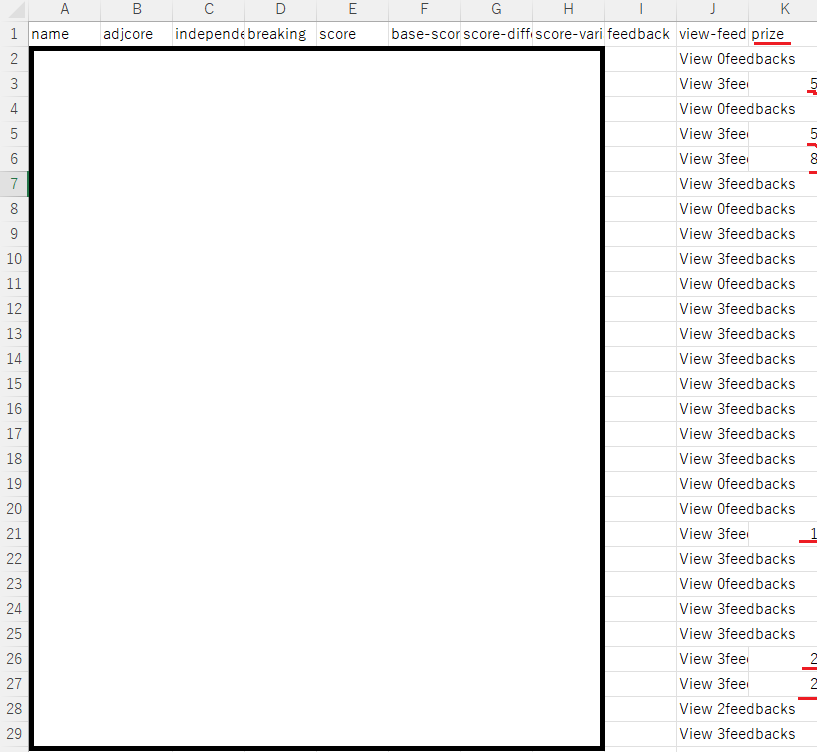 A B C D E F G H I J K
1 name adjcore independe breaking score base-scor score-diffe score-vari feedback view-feed prize
2 View 0feedbacks
3 View 3fee 5
4 View 0feedbacks
5 View 3fee 5
6 View 3fee 8
7 View 3feedbacks
8 View 0feedbacks
9 View 3feedbacks
10 View 3feedbacks
11 View 0feedbacks
12 View 3feedbacks
13 View 3feedbacks
14 View 3feedbacks
15 View 3feedbacks
16 View 3feedbacks
17 View 3feedbacks
18 View 3feedbacks
19 View 0feedbacks
20 View 0feedbacks
21 View 3fee 1
22 View 3feedbacks
23 View 0feedbacks
24 View 3feedbacks
25 View 3feedbacks
26 View 3fee 2
27 View 3fee 2
28 View 2feedbacks
29 View 3feedbacks